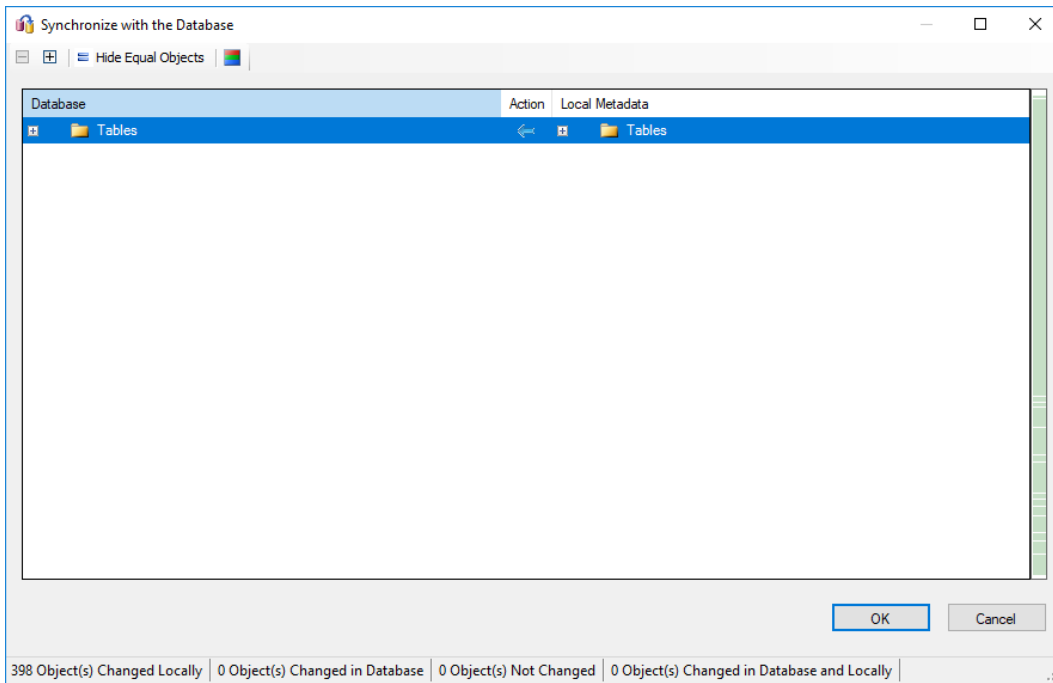 Synchronize with the Database
Hide Equal Objects
Database Action Local Metadata
Tables Tables
OK Cancel
398 Object(s) Changed Locally 0 Object(s) Changed in Database 0 Object(s) Not Changed 0 Object(s) Changed in Database and Locally